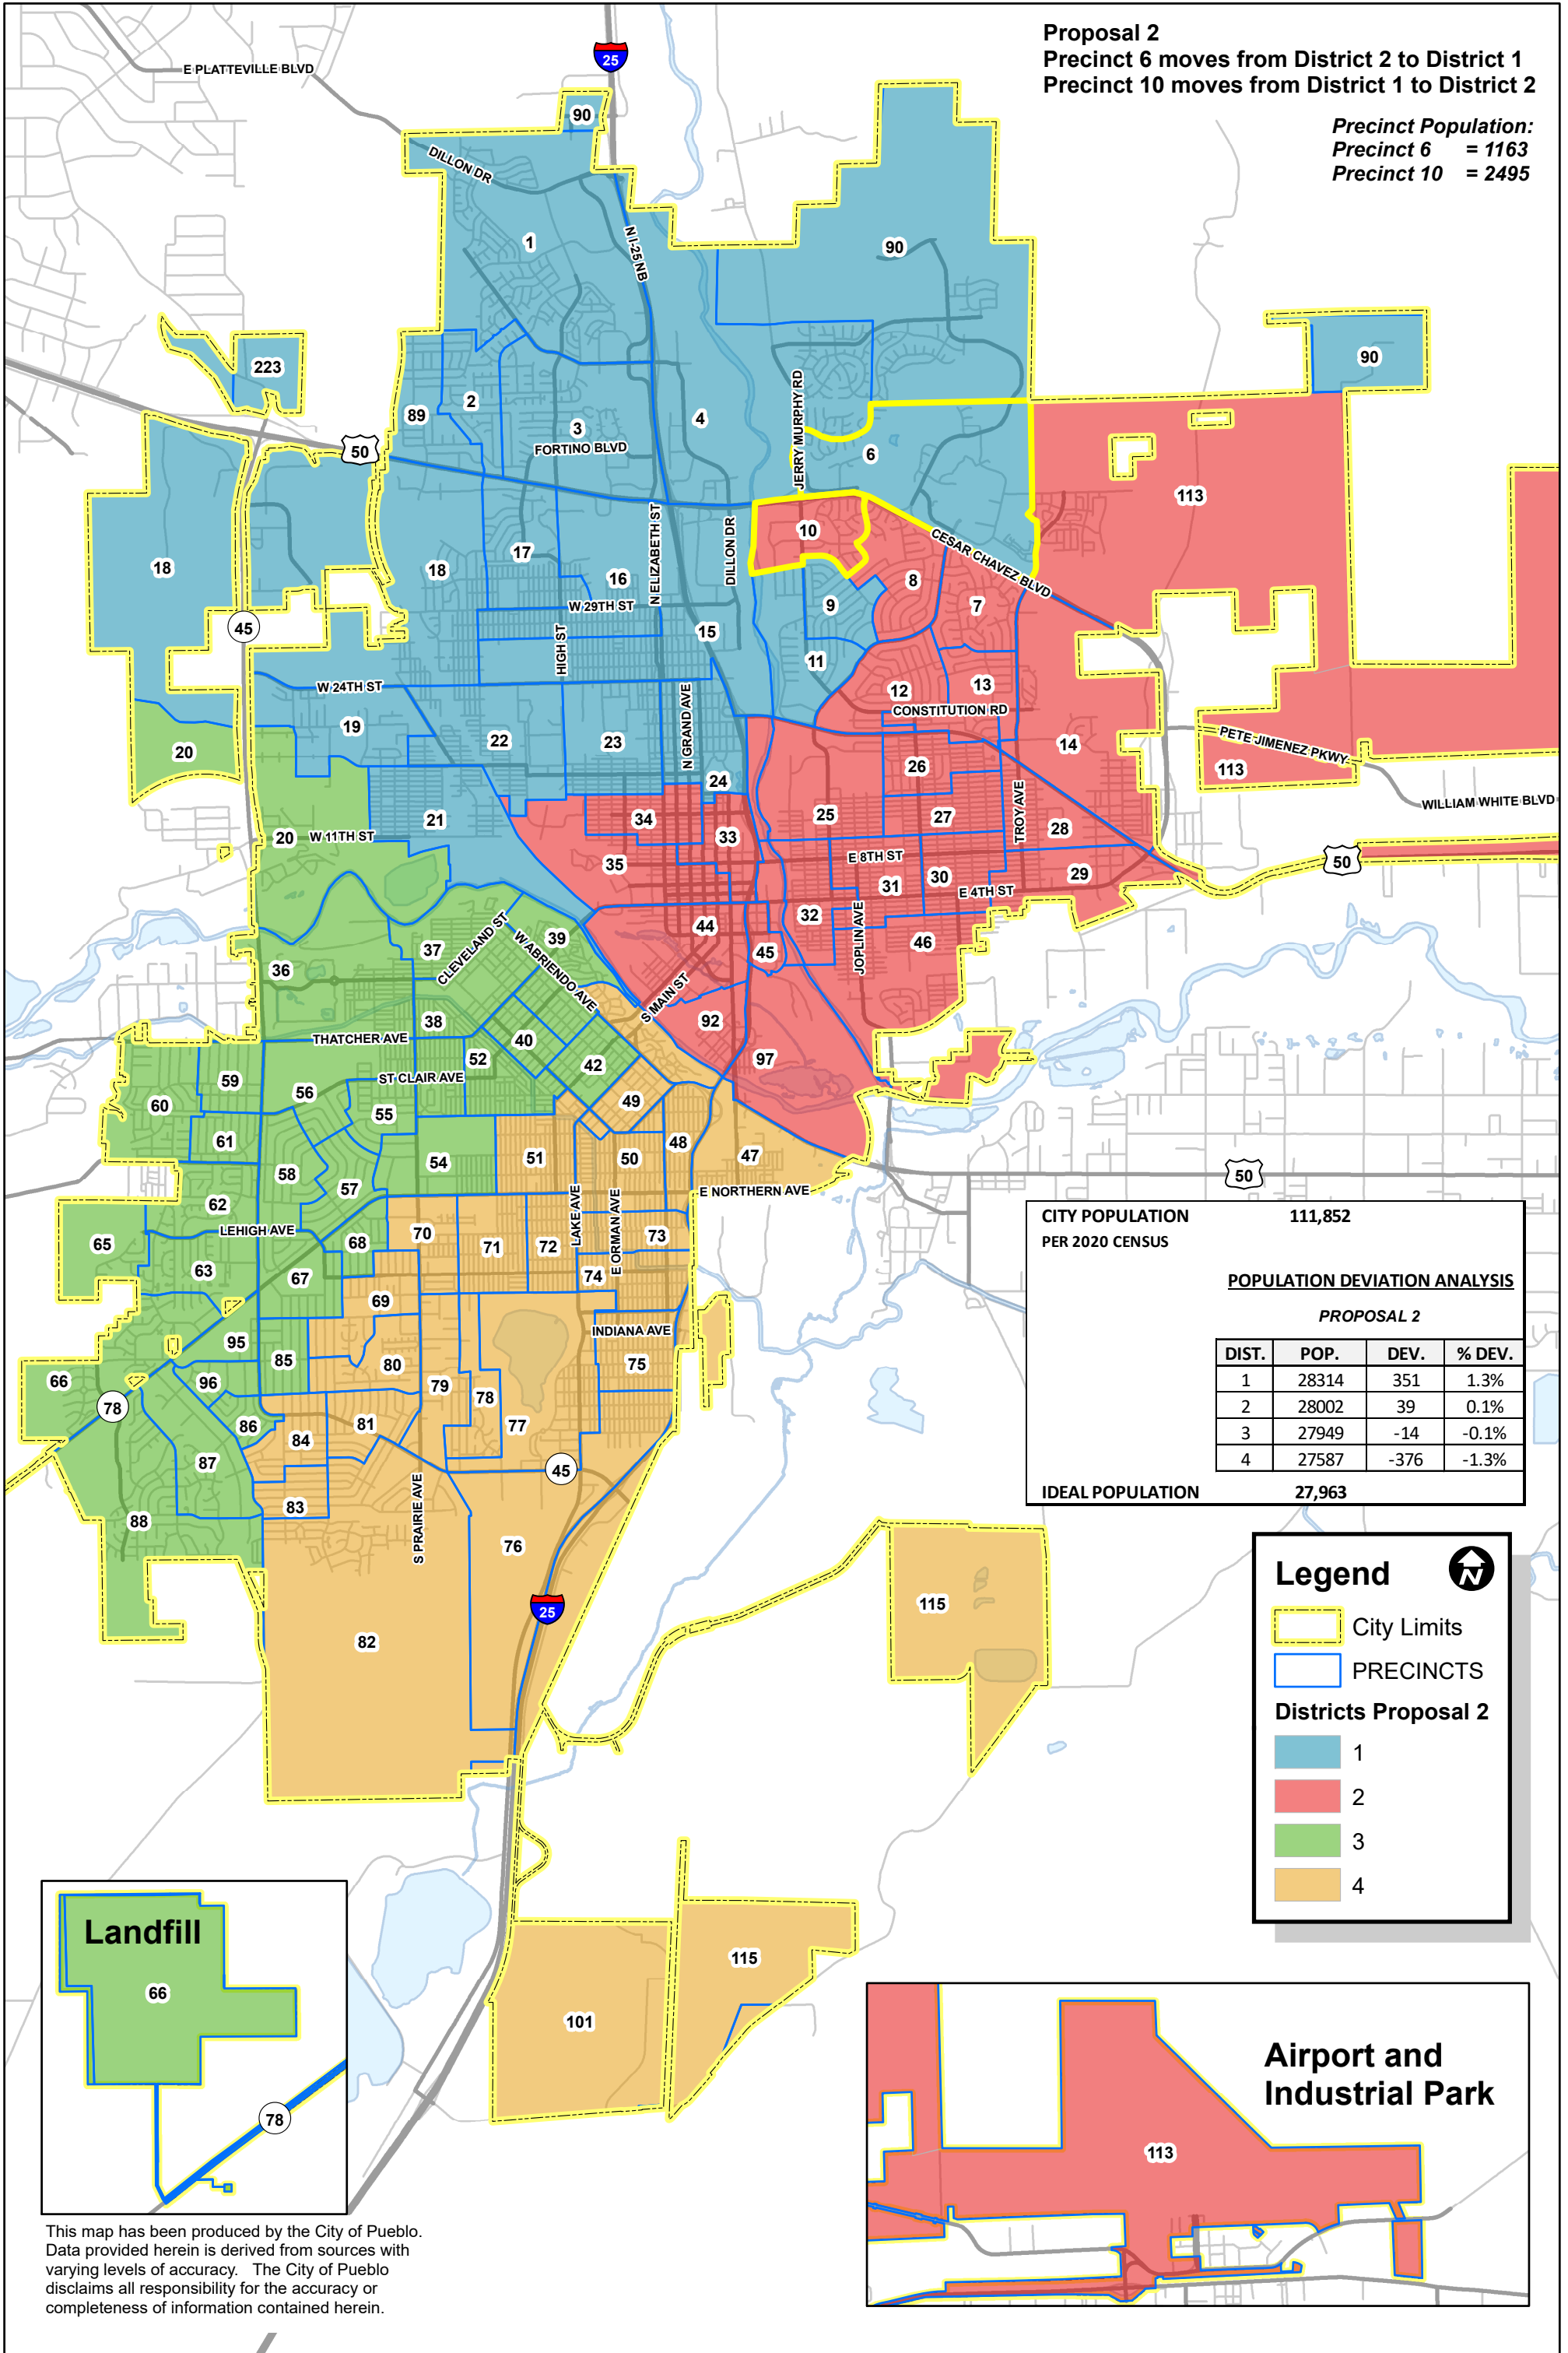 Proposal 2
Precinct 6 moves from District 2 to District 1
Precinct 10 moves from District 1 to District 2
Precinct Population:
Precinct 6 = 1163
Precinct 10 = 2495
E PLATTEVILLE BLVD
25
90
DILLON DR
1
N I-25 NB
90
223
90
89
2
3
4
JERRY MURPHY RD
FORTINO BLVD
6
50
113
18
18
17
16
N ELIZABETH ST
DILLON DR
10
CESAR CHAVEZ BLVD
8
7
9
W 29TH ST
45
15
HIGH ST
11
W 24TH ST
12
13
CONSTITUTION RD
19
22
23
N GRAND AVE
14
PETE JIMENEZ PKWY
113
20
26
24
WILLIAM WHITE BLVD
21
34
33
25
27
TROY AVE
28
20
W 11TH ST
35
E 8TH ST
50
31
30
29
E 4TH ST
32
44
37
CLEVELAND ST
39
W ABRIENDO AVE
45
JOPLIN AVE
46
36
S MAIN ST
38
92
THATCHER AVE
40
52
42
97
59
56
ST CLAIR AVE
60
55
49
61
48
54
51
50
47
58
57
50
E NORTHERN AVE
62
LEHIGH AVE
65
68
70
71
72
LAKE AVE
E ORMAN AVE
73
63
67
74
69
INDIANA AVE
95
85
80
75
66
96
79
78
78
86
84
81
77
87
45
83
88
S PRAIRIE AVE
76
25
82
115
101
115
CITY POPULATION 111,852
PER 2020 CENSUS
POPULATION DEVIATION ANALYSIS
PROPOSAL 2
DIST. POP. DEV. % DEV.
1 28314 351 1.3%
2 28002 39 0.1%
3 27949 -14 -0.1%
4 27587 -376 -1.3%
IDEAL POPULATION 27,963
Legend
N
City Limits
PRECINCTS
Districts Proposal 2
1
2
3
4
Landfill
66
78
Airport and
Industrial Park
113
This map has been produced by the City of Pueblo.
Data provided herein is derived from sources with
varying levels of accuracy. The City of Pueblo
disclaims all responsibility for the accuracy or
completeness of information contained herein.